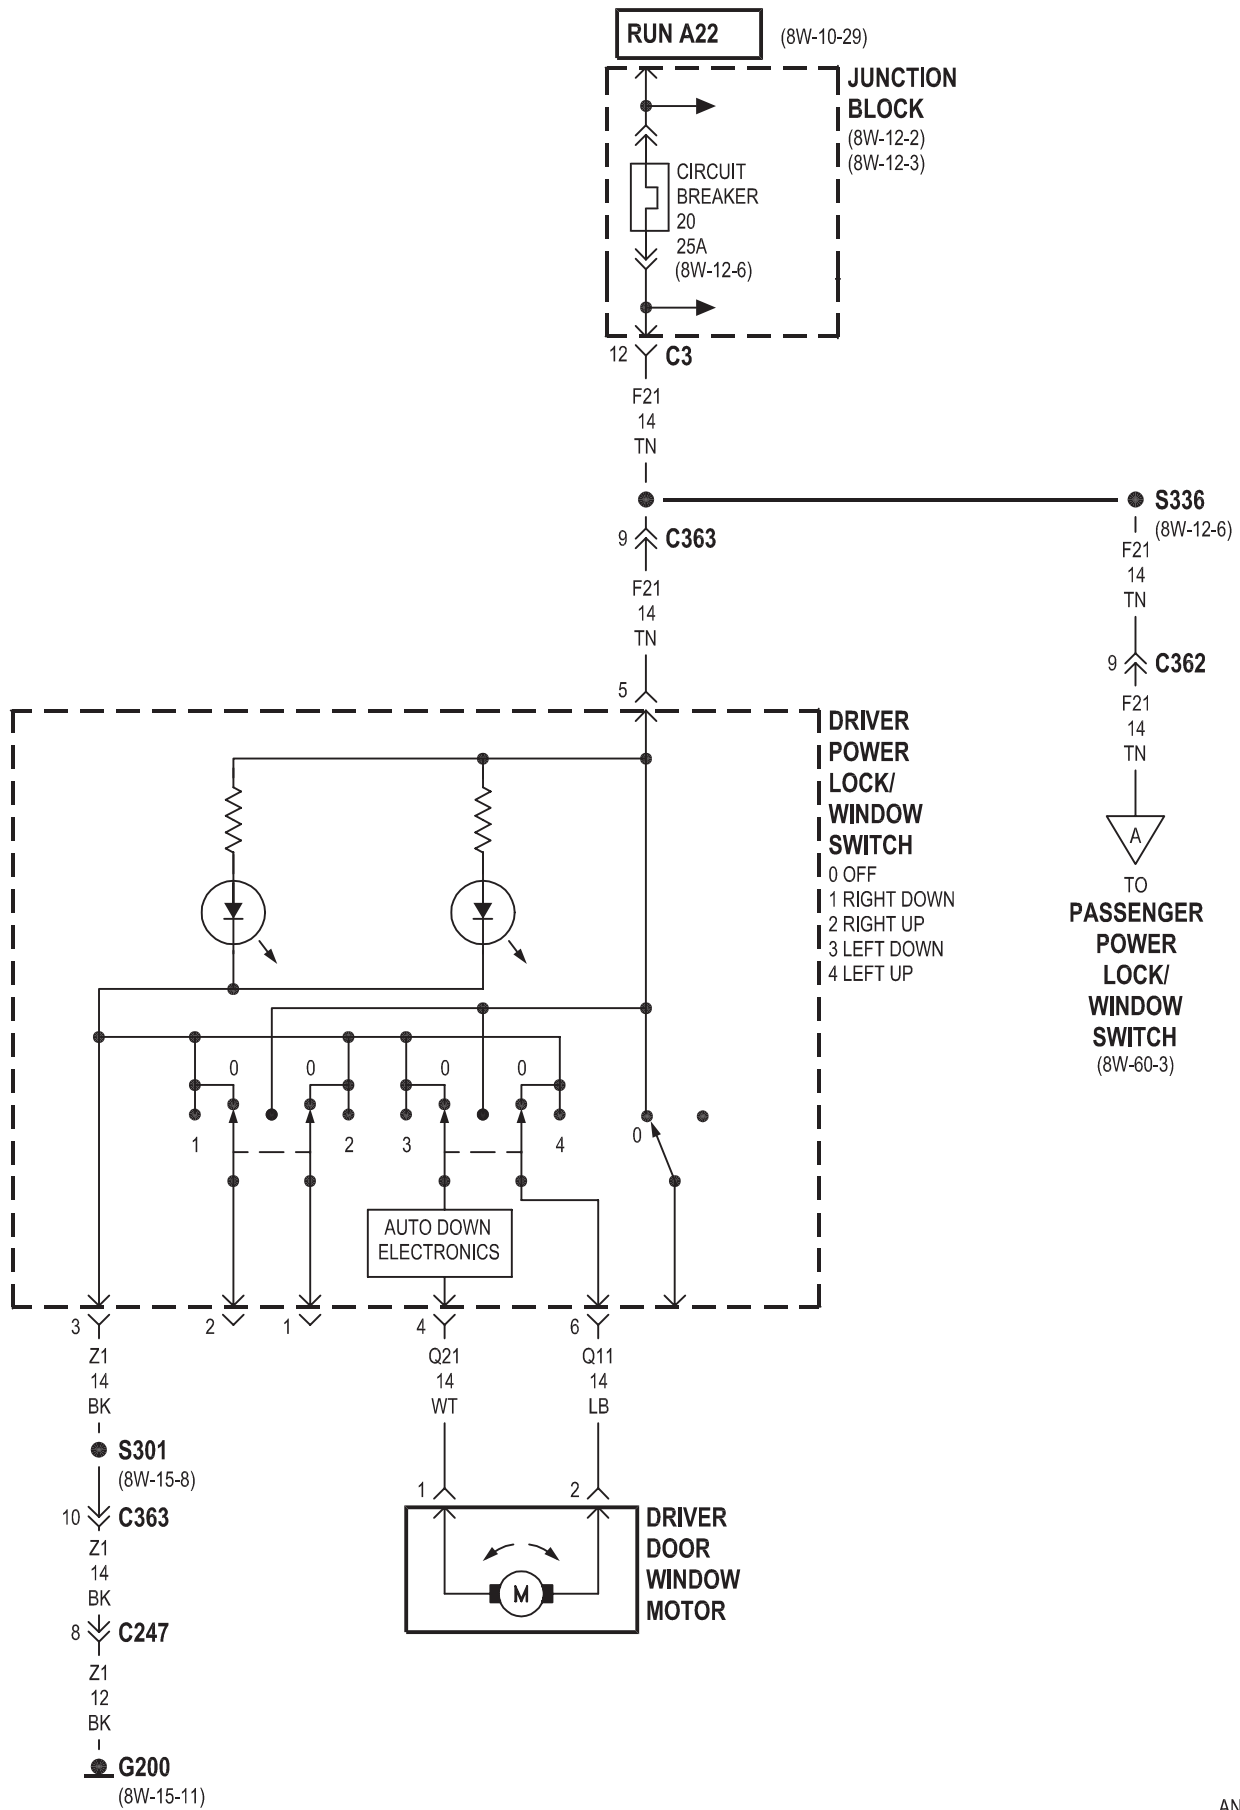 RUN A22
(8W-10-29)
JUNCTION
BLOCK
(8W-12-2)
(8W-12-3)
CIRCUIT
BREAKER
20
25A
(8W-12-6)
12
C3
F21
14
TN
S336
(8W-12-6)
9
C363
F21
14
TN
F21
14
TN
9
C362
F21
14
TN
5
A
TO
PASSENGER
POWER
LOCK/
WINDOW
SWITCH
(8W-60-3)
DRIVER
POWER
LOCK/
WINDOW
SWITCH
0 OFF
1 RIGHT DOWN
2 RIGHT UP
3 LEFT DOWN
4 LEFT UP
0
0
0
0
1
2
3
4
0
AUTO DOWN
ELECTRONICS
3
2
1
4
6
Z1
14
BK
Q21
14
WT
Q11
14
LB
S301
(8W-15-8)
10
C363
Z1
14
BK
8
C247
Z1
12
BK
G200
(8W-15-11)
1
2
M
DRIVER
DOOR
WINDOW
MOTOR
AN